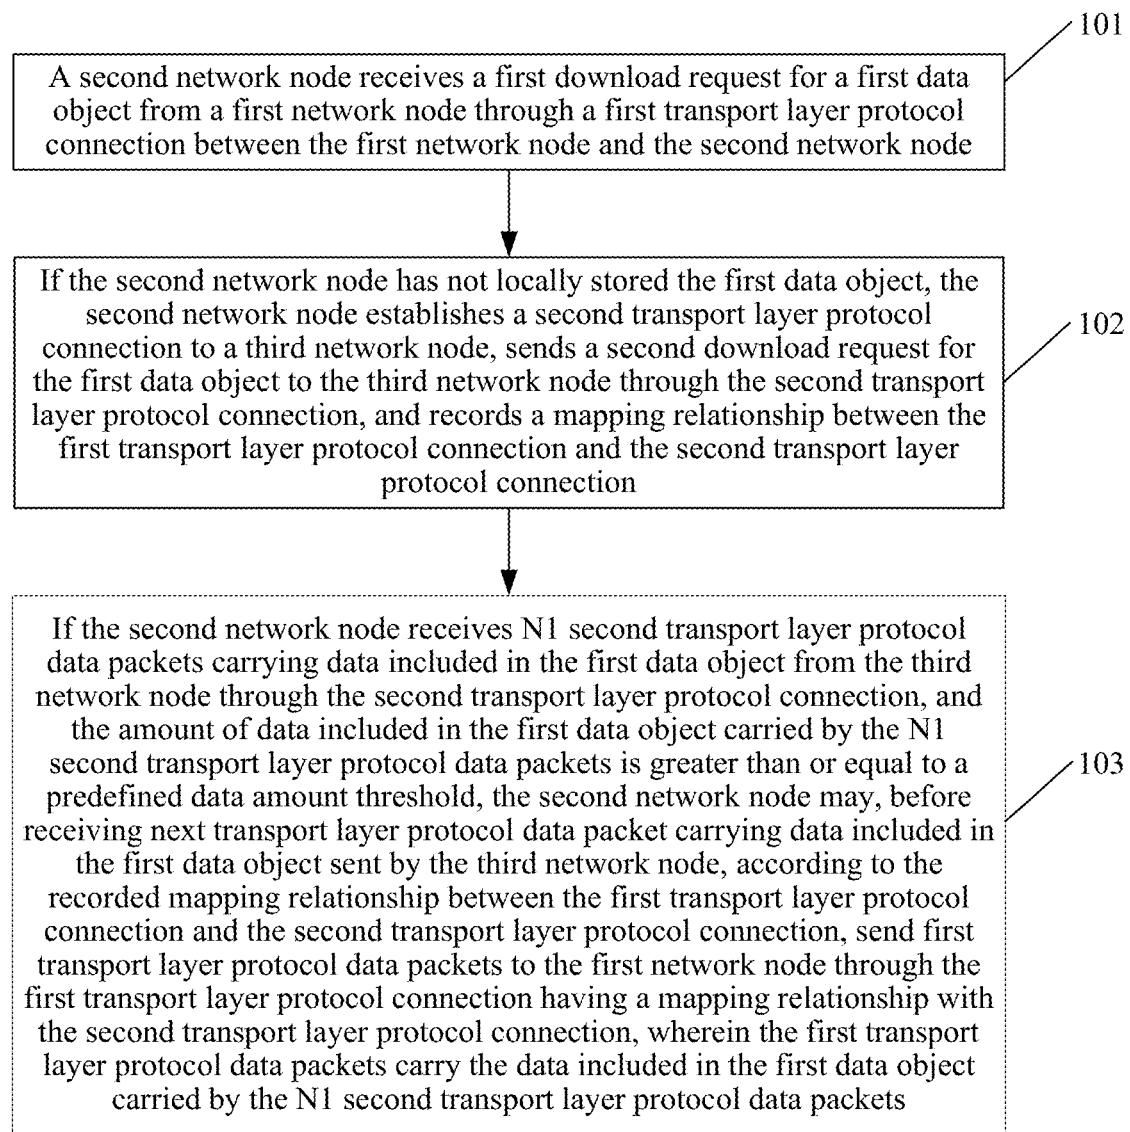 101
A second network node receives a first download request for a first data
object from a first network node through a first transport layer protocol
connection between the first network node and the second network node
If the second network node has not locally stored the first data object, the
second network node establishes a second transport layer protocol
connection to a third network node, sends a second download request for
the first data object to the third network node through the second transport
layer protocol connection, and records a mapping relationship between the
first transport layer protocol connection and the second transport layer
protocol connection
102
If the second network node receives N1 second transport layer protocol
data packets carrying data included in the first data object from the third
network node through the second transport layer protocol connection, and
the amount of data included in the first data object carried by the N1
second transport layer protocol data packets is greater than or equal to a
predefined data amount threshold, the second network node may, before
receiving next transport layer protocol data packet carrying data included in
the first data object sent by the third network node, according to the
recorded mapping relationship between the first transport layer protocol
connection and the second transport layer protocol connection, send first
transport layer protocol data packets to the first network node through the
first transport layer protocol connection having a mapping relationship with
the second transport layer protocol connection, wherein the first transport
layer protocol data packets carry the data included in the first data object
carried by the N1 second transport layer protocol data packets
103